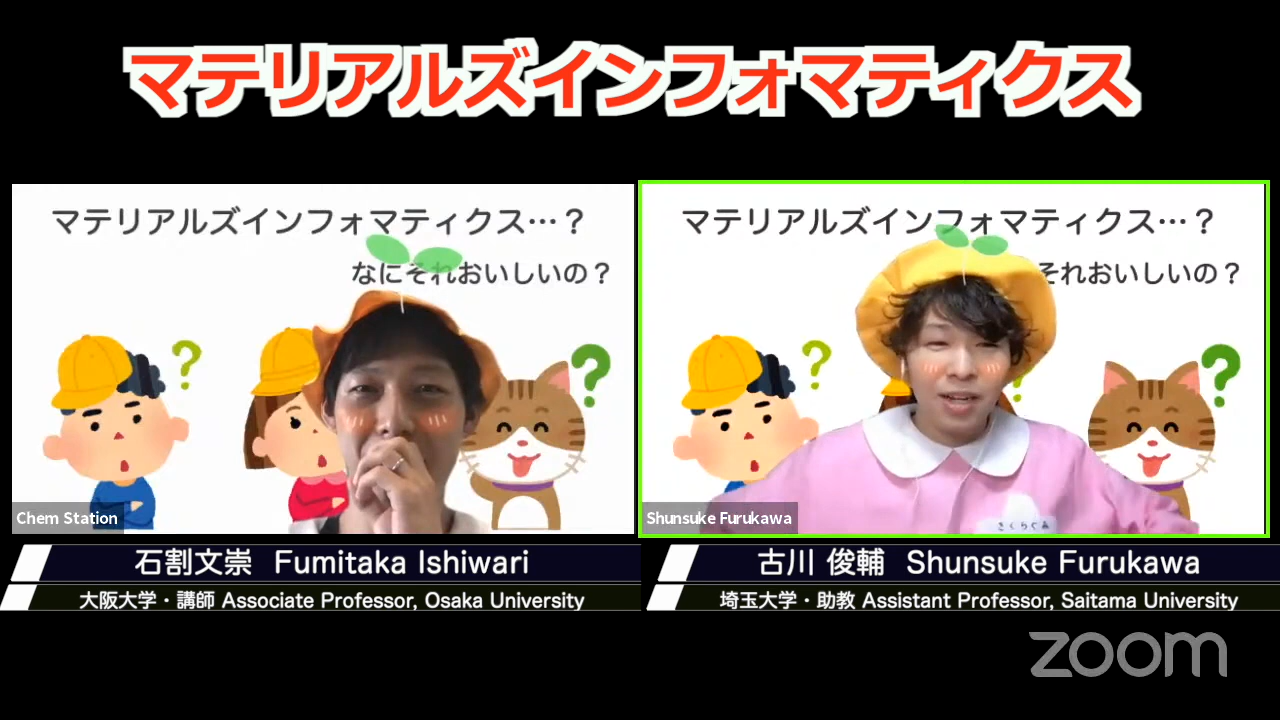 マテリアルズインフォマティクス
マテリアルズインフォマティクス…？
なにそれおいしいの？
マテリアルズインフォマティクス…？
それおいしいの？
Chem Station
Shunsuke Furukawa
さくらぐみ
石割文崇 Fumitaka Ishiwari
古川 俊輔 Shunsuke Furukawa
大阪大学・講師 Associate Professor, Osaka University
埼玉大学・助教 Assistant Professor, Saitama University
zoom